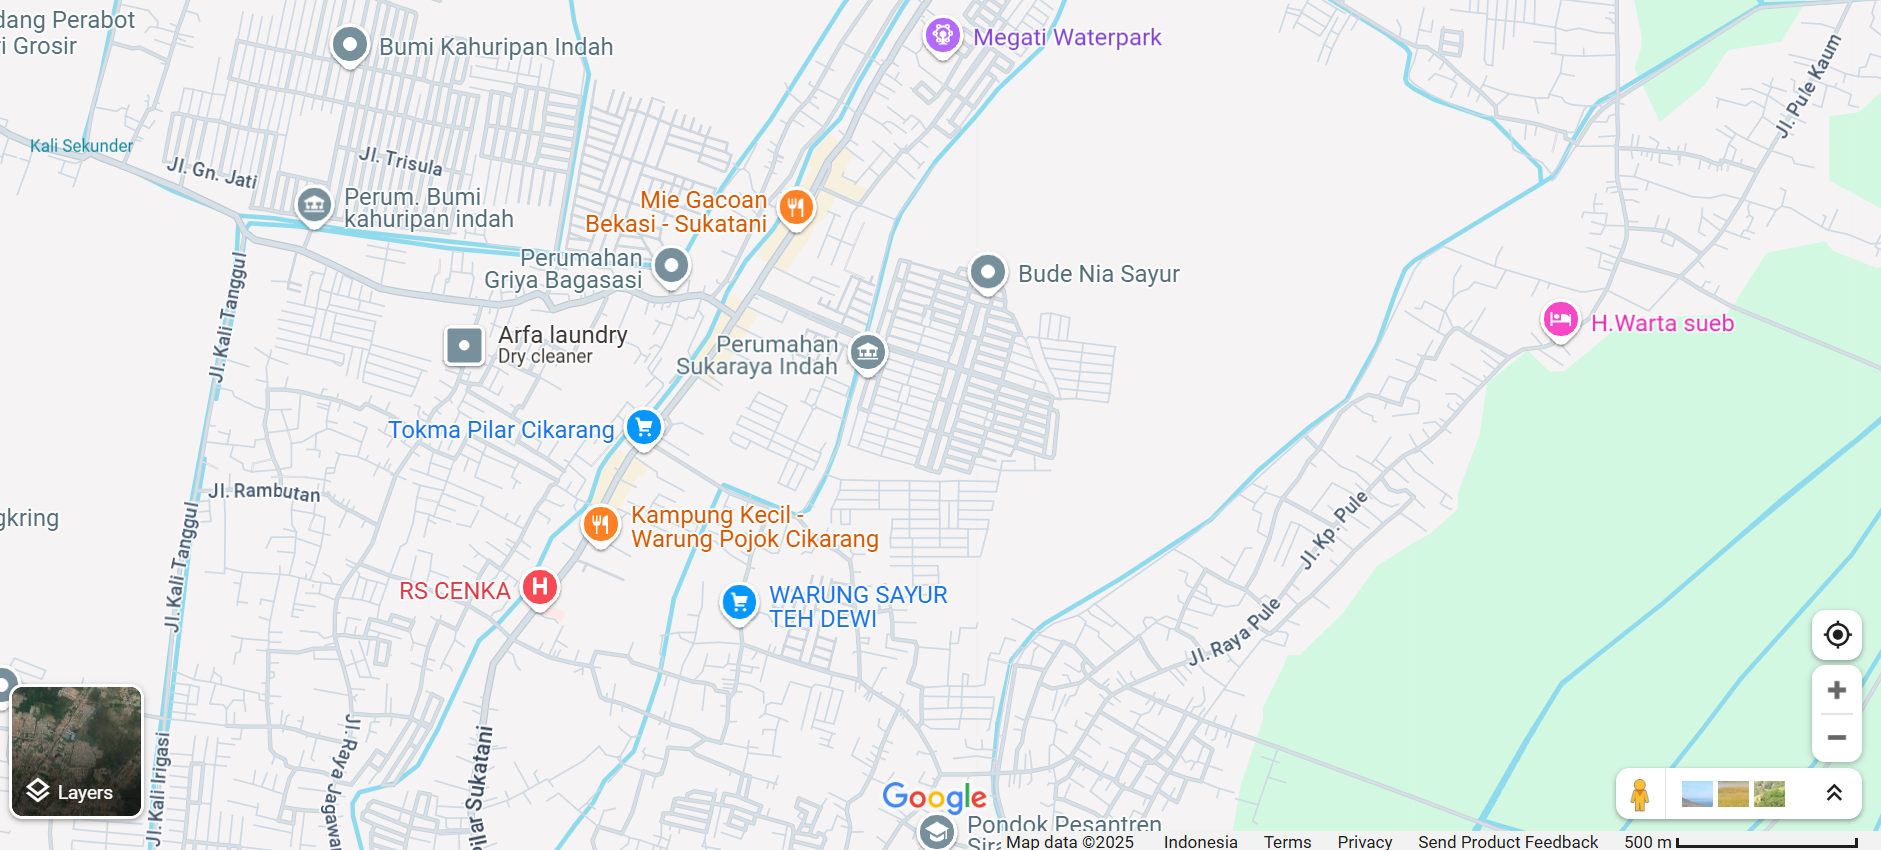 dang Perabot
ri Grosir
Bumi Kahuripan Indah
Megati Waterpark
Jl. Pule Kaum
Kali Sekunder
Jl. Gn. Jati
Jl. Trisula
Perum. Bumi
kahuripan indah
Mie Gacoan
Bekasi - Sukatani
Perumahan
Griya Bagasasi
Bude Nia Sayur
Jl. Kali Tanggul
Arfa laundry
Dry cleaner
Perumahan
Sukaraya Indah
H.Warta sueb
Tokma Pilar Cikarang
Jl. Rambutan
gkring
Kampung Kecil -
Warung Pojok Cikarang
Jl. Kp. Pule
Jl. Kali Tanggul
RS CENKA
WARUNG SAYUR
TEH DEWI
Jl. Raya Pule
Jl. Kali Irigasi
Jl. Raya Jagawan
Pilar Sukatani
Layers
Google
Pondok Pesantren
Sira
Map data ©2025 Indonesia Terms Privacy Send Product Feedback 500 m